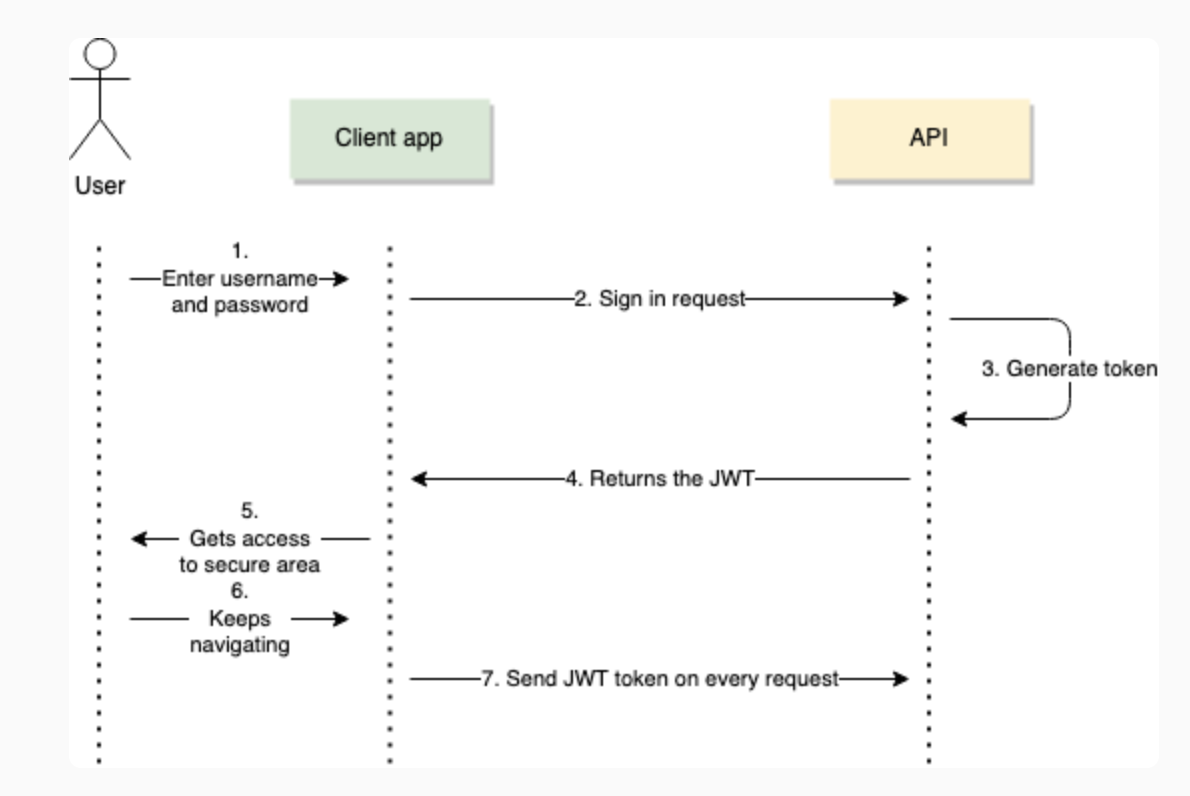 User
Client app
API
1.
Enter username
and password
2. Sign in request
3. Generate token
4. Returns the JWT
5.
Gets access
to secure area
6.
Keeps
navigating
7. Send JWT token on every request